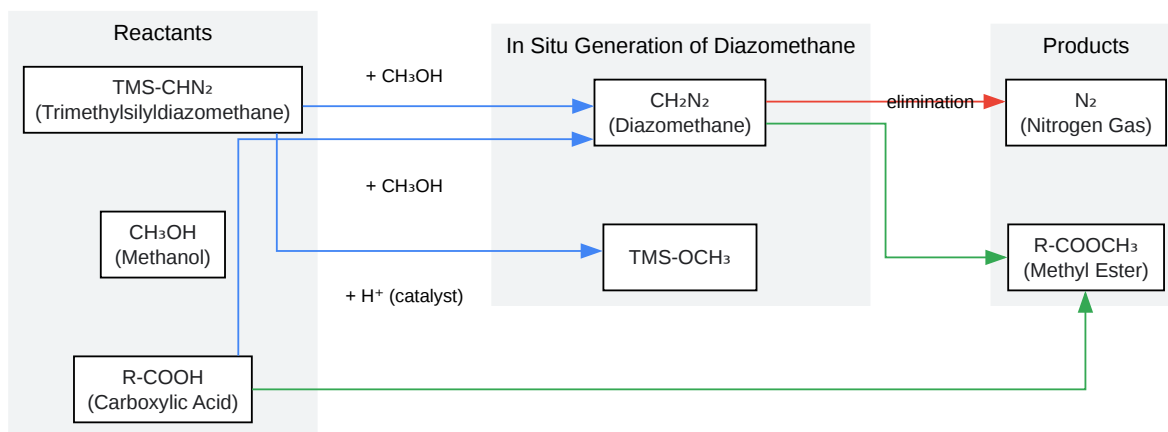 Reactants
TMS-CHN₂
(Trimethylsilyldiazomethane)
CH₃OH
(Methanol)
R-COOH
(Carboxylic Acid)
+ CH₃OH
+ CH₃OH
+ H⁺ (catalyst)
In Situ Generation of Diazomethane
CH₂N₂
(Diazomethane)
TMS-OCH₃
elimination
Products
N₂
(Nitrogen Gas)
R-COOCH₃
(Methyl Ester)